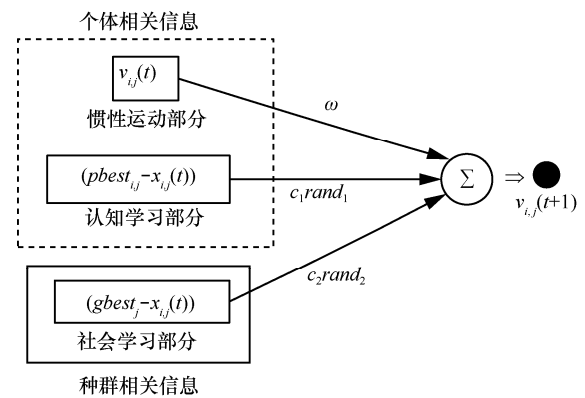 个体相关信息
v_{i,j}(t)
惯性运动部分
ω
(pbest_{i,j}-x_{i,j}(t))
认知学习部分
c_1rand_1
Σ
⇒
v_{i,j}(t+1)
(gbest_j-x_{i,j}(t))
社会学习部分
c_2rand_2
种群相关信息